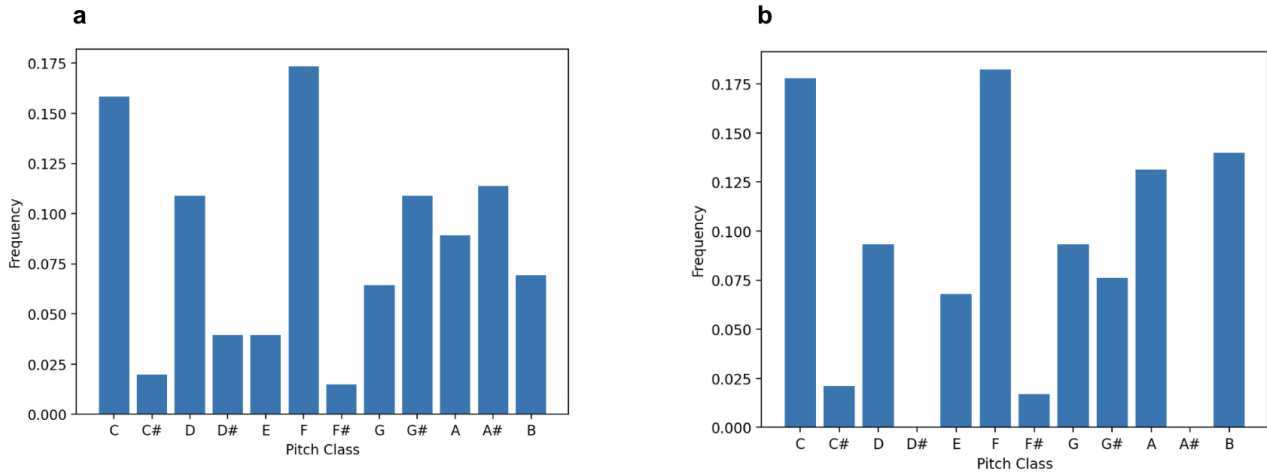 a
0.175
0.150
0.125
0.100
0.075
0.050
0.025
0.000
Frequency
C C# D D# E F F# G G# A A# B
Pitch Class
b
0.175
0.150
0.125
0.100
0.075
0.050
0.025
0.000
Frequency
C C# D D# E F F# G G# A A# B
Pitch Class